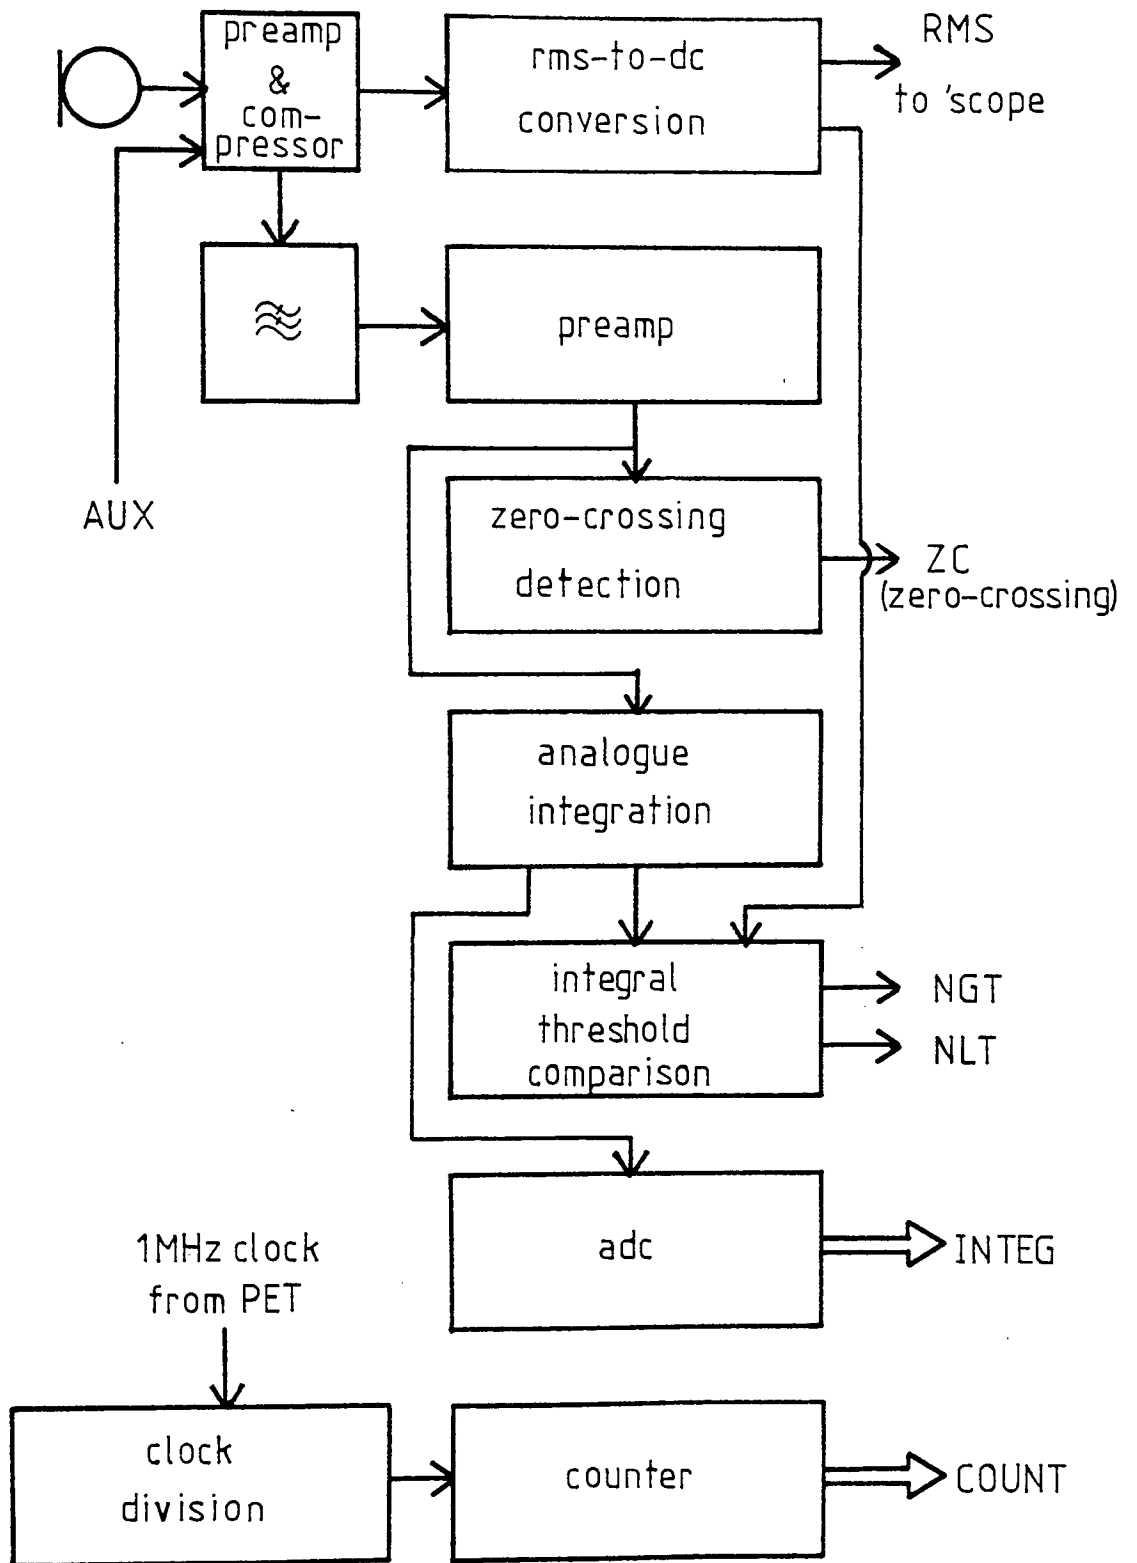 preamp
&
com-
pressor
rms-to-dc
conversion
RMS
to 'scope
preamp
AUX
zero-crossing
detection
ZC
(zero-crossing)
analogue
integration
integral
threshold
comparison
NGT
NLT
adc
INTEG
1MHz clock
from PET
clock
division
counter
COUNT